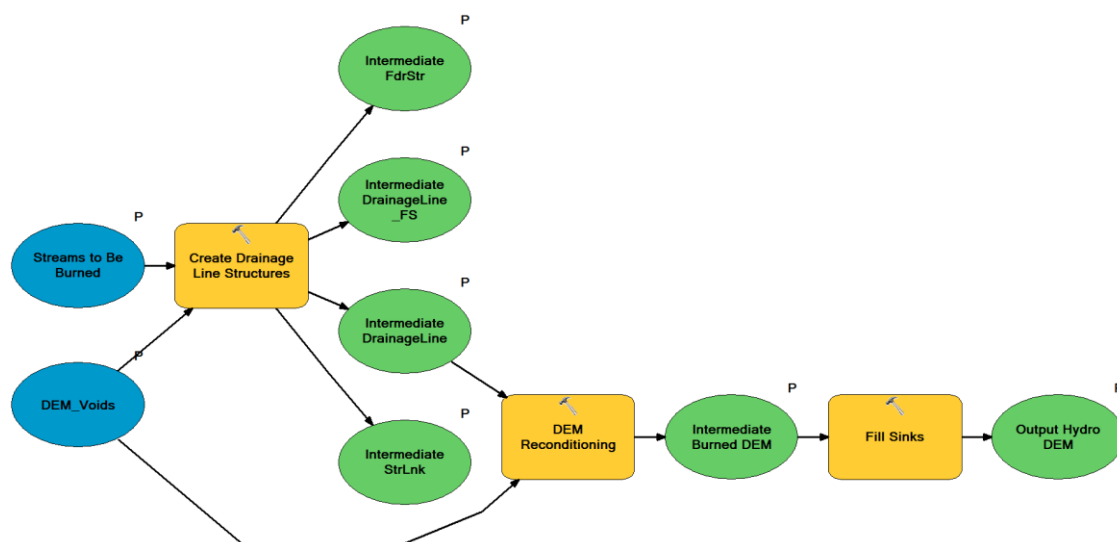 P
Intermediate
FdrStr
P
Intermediate
DrainageLine
_FS
P
Streams to Be
Burned
Create Drainage
Line Structures
P
Intermediate
DrainageLine
P
DEM_Voids
P
Intermediate
StrLnk
DEM
Reconditioning
P
Intermediate
Burned DEM
Fill Sinks
P
Output Hydro
DEM